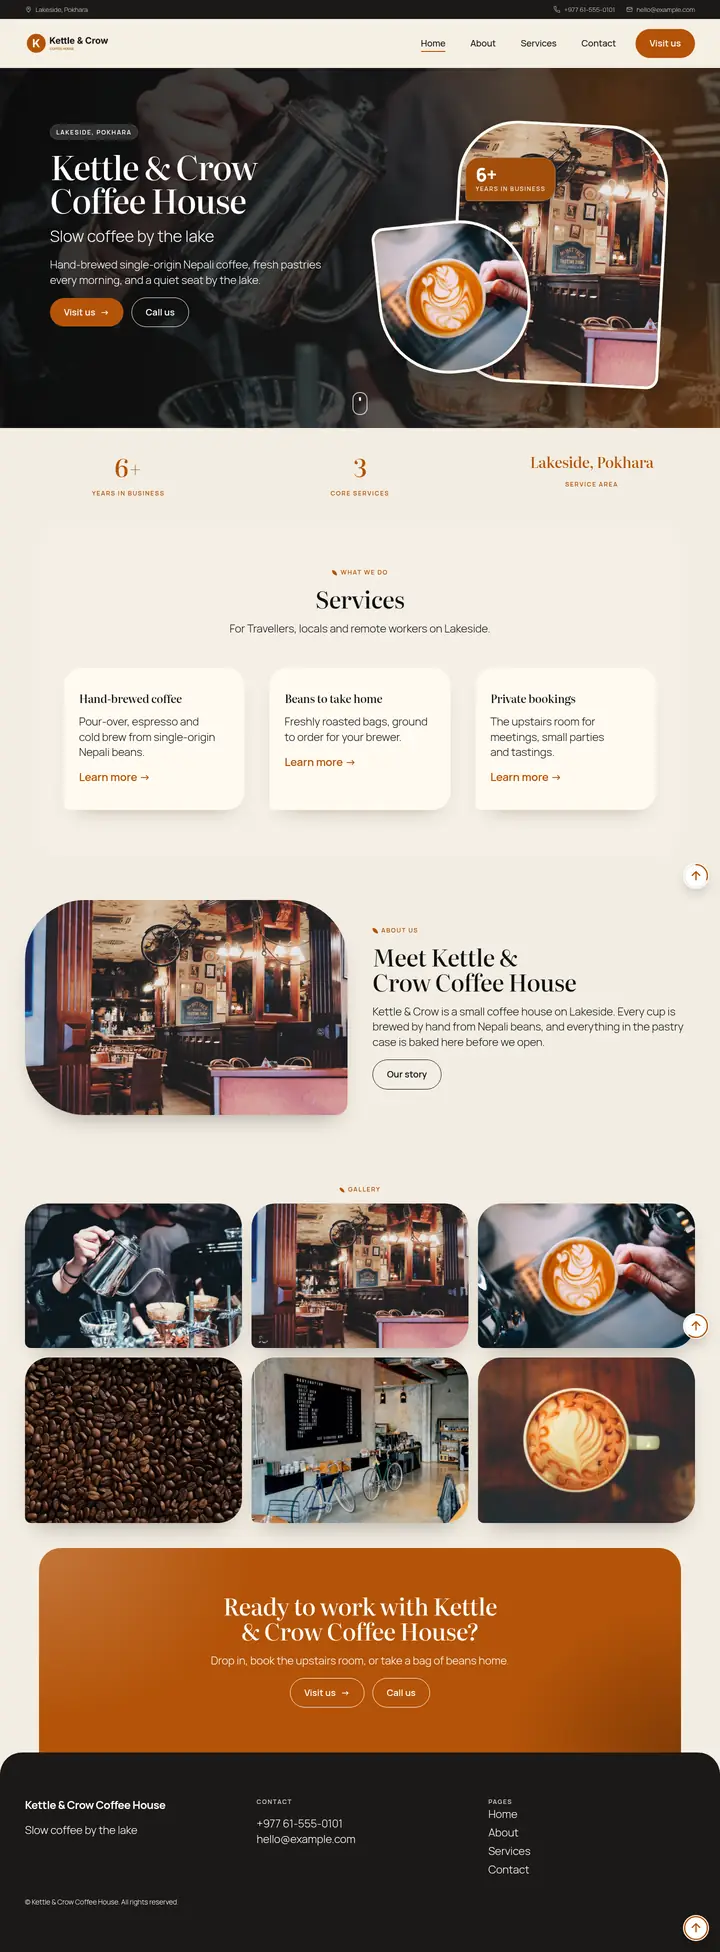 Lakeside, Pokhara
+977 61-555-0101
hello@example.com
K
Kettle & Crow
COFFEE HOUSE
Home
About
Services
Contact
Visit us
LAKESIDE, POKHARA
Kettle & Crow
Coffee House
Slow coffee by the lake
Hand-brewed single-origin Nepali coffee, fresh pastries
every morning, and a quiet seat by the lake.
Visit us →
Call us
6+
YEARS IN BUSINESS
6+
YEARS IN BUSINESS
3
CORE SERVICES
Lakeside, Pokhara
SERVICE AREA
WHAT WE DO
Services
For Travellers, locals and remote workers on Lakeside.
Hand-brewed coffee
Pour-over, espresso and
cold brew from single-origin
Nepali beans.
Learn more →
Beans to take home
Freshly roasted bags, ground
to order for your brewer.
Learn more →
Private bookings
The upstairs room for
meetings, small parties
and tastings.
Learn more →
ABOUT US
Meet Kettle &
Crow Coffee House
Kettle & Crow is a small coffee house on Lakeside. Every cup is
brewed by hand from Nepali beans, and everything in the pastry
case is baked here before we open.
Our story
GALLERY
Ready to work with Kettle
& Crow Coffee House?
Drop in, book the upstairs room, or take a bag of beans home.
Visit us →
Call us
Kettle & Crow Coffee House
Slow coffee by the lake
CONTACT
+977 61-555-0101
hello@example.com
PAGES
Home
About
Services
Contact
© Kettle & Crow Coffee House. All rights reserved.